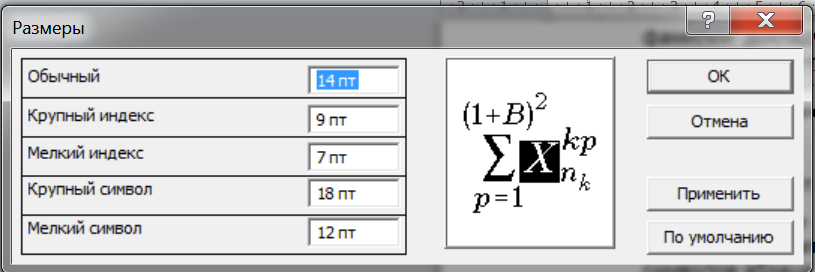 Размеры
Обычный 14 пт
Крупный индекс 9 пт
Мелкий индекс 7 пт
Крупный символ 18 пт
Мелкий символ 12 пт
(1+B)²
∑ X kp nₖ
p=1
ОК
Отмена
Применить
По умолчанию